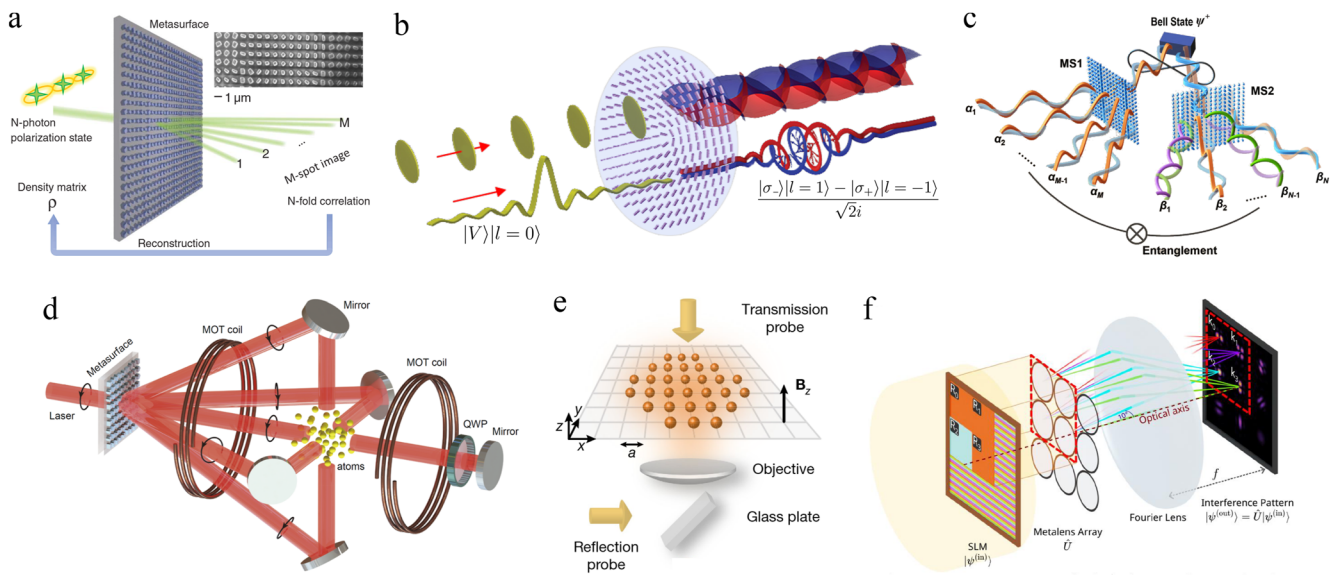 a
Metasurface
1 μm
N-photon
polarization state
M
2
...
1
M-spot image
Density matrix
ρ
N-fold correlation
Reconstruction
b
|V⟩|l = 0⟩
|σ₋⟩|l = 1⟩ − |σ₊⟩|l = −1⟩
√2i
c
Bell State ψ⁺
MS1
MS2
α₁
α₂
......
α_M-1
α_M
β₁
β₂
......
β_N-1
β_N
Entanglement
d
Mirror
MOT coil
Metasurface
MOT coil
Laser
QWP
Mirror
atoms
e
Transmission
probe
B_z
y
z
x
a
Objective
Glass plate
Reflection
probe
f
Optical axis
10°
f
SLM
|ψ⁽ⁱⁿ⁾⟩
Metalens Array
Û
Fourier Lens
Interference Pattern
|ψ⁽ᵒᵘᵗ⁾⟩ = Û|ψ⁽ⁱⁿ⁾⟩